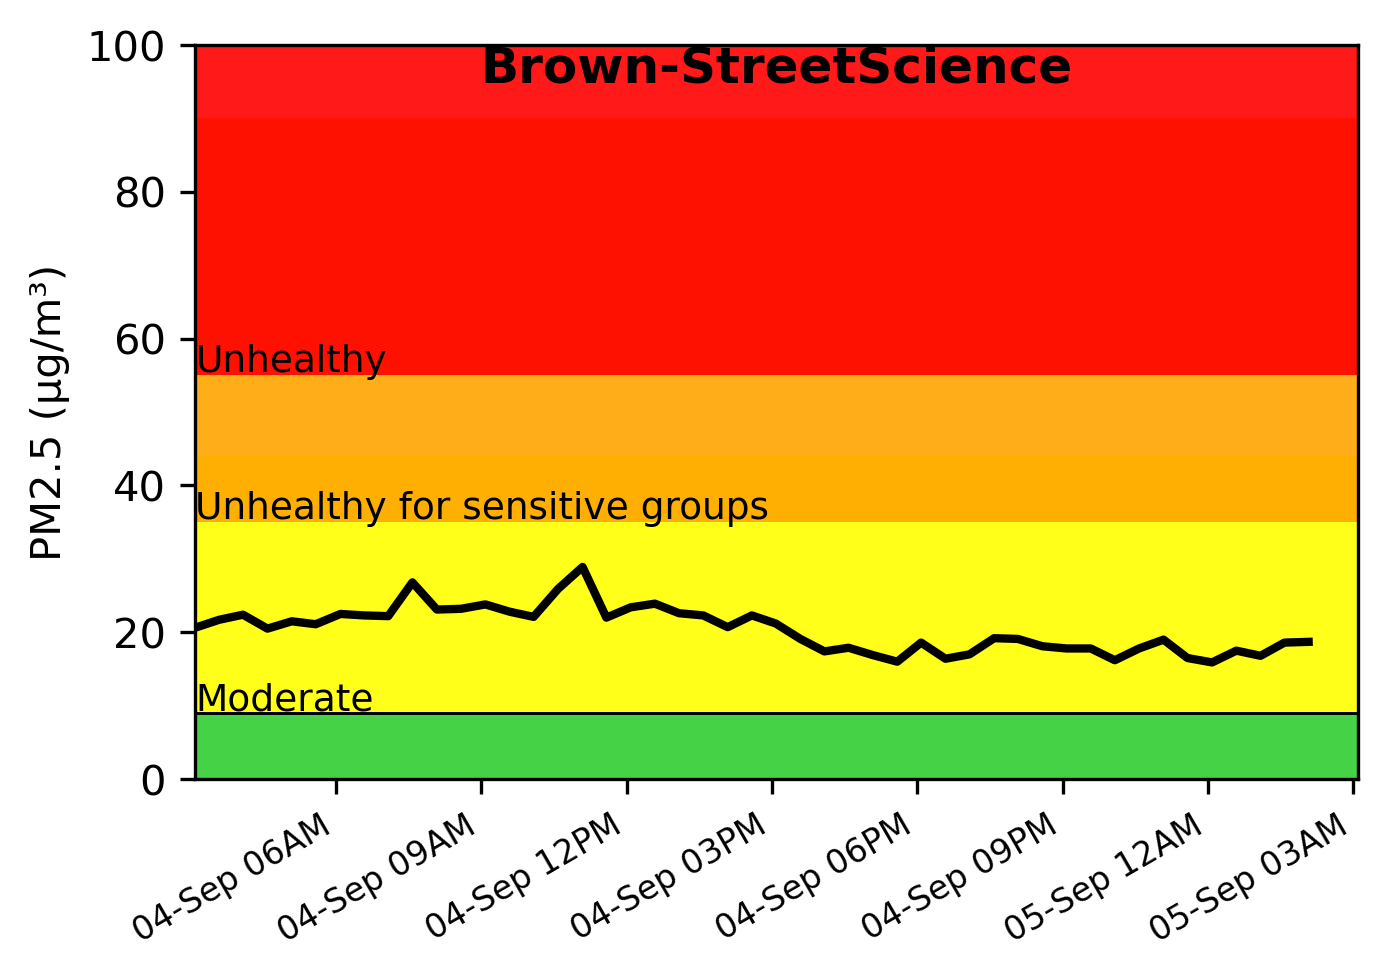 Brown-StreetScience
PM2.5 (µg/m³)
100
80
60
40
20
0
Unhealthy
Unhealthy for sensitive groups
Moderate
04-Sep 06AM
04-Sep 09AM
04-Sep 12PM
04-Sep 03PM
04-Sep 06PM
04-Sep 09PM
05-Sep 12AM
05-Sep 03AM